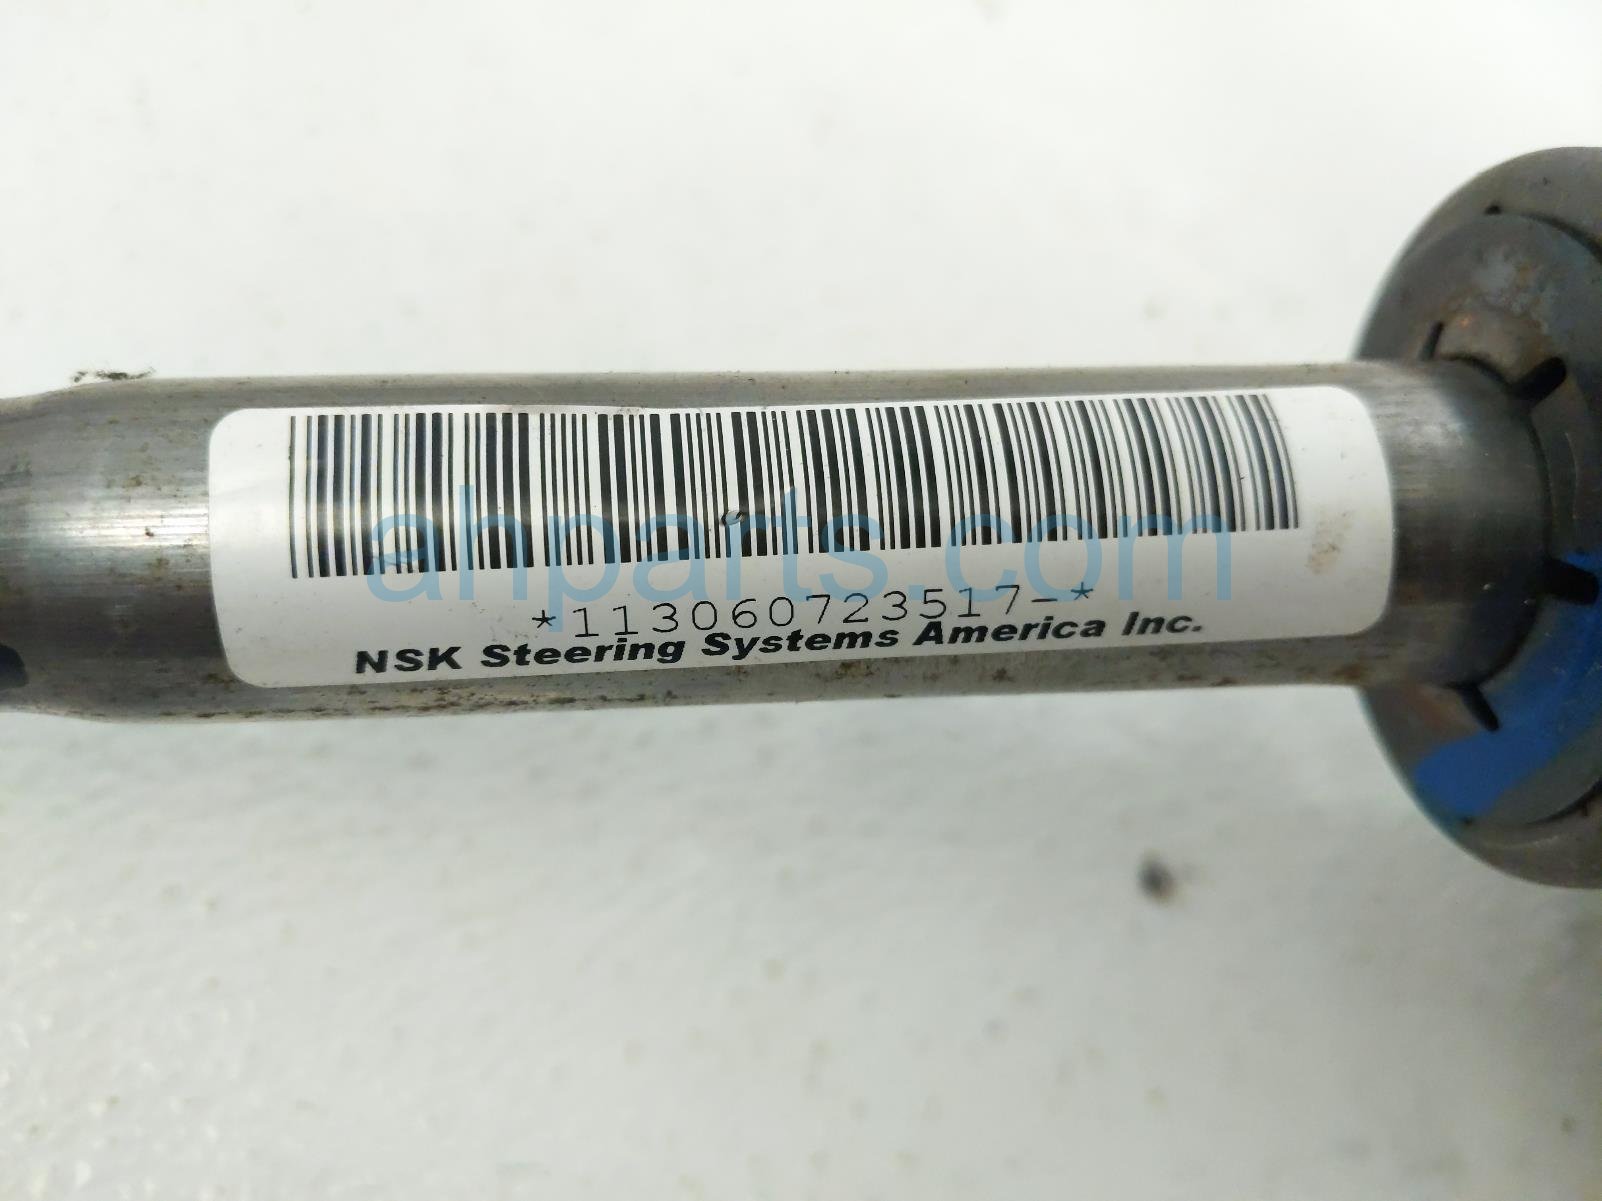 ahparts.com
*113060723517-*
NSK Steering Systems America Inc.